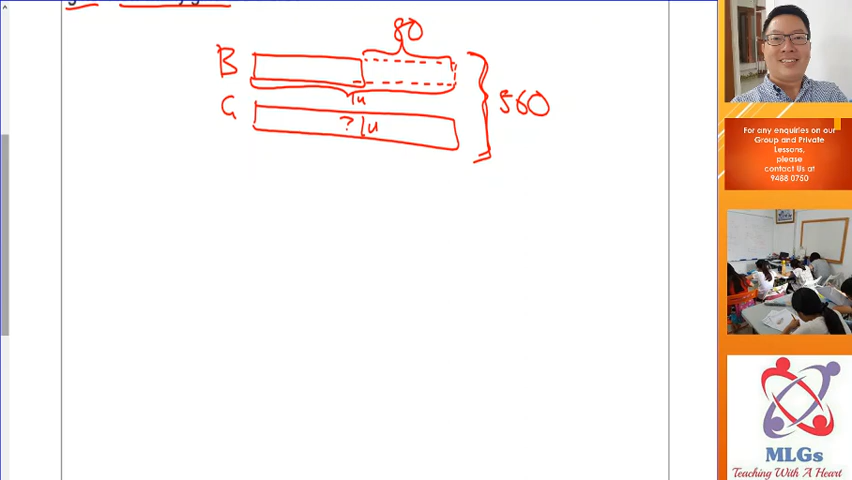 80
B
1u
G
? 1u
560
For any enquiries on our
Group and Private
Lessons,
please
contact Us at
9488 0750
MLGs
Teaching With A Heart